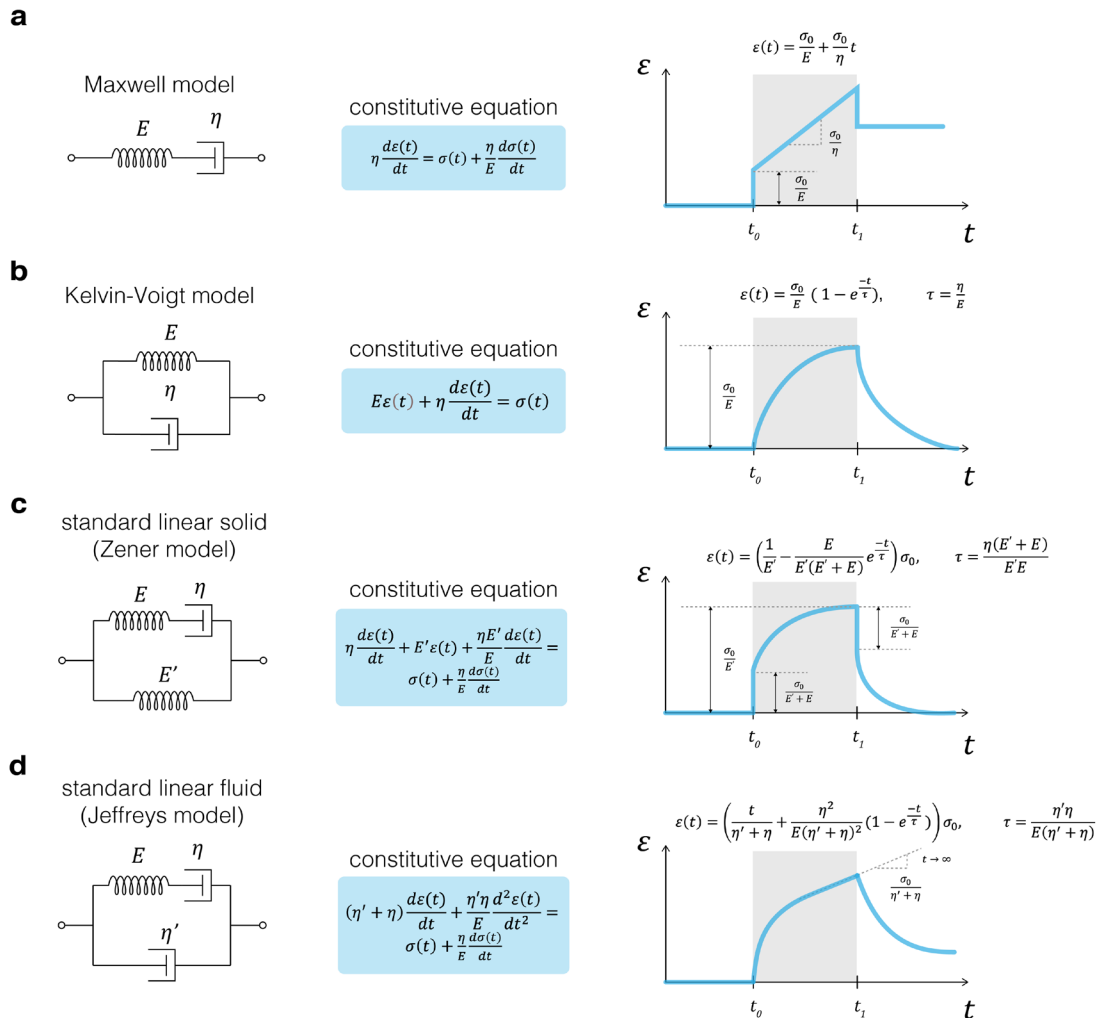 a
Maxwell model
E
η
constitutive equation
η dε(t)/dt = σ(t) + η/E dσ(t)/dt
ε(t) = σ₀/E + σ₀/η t
ε
σ₀/η
σ₀/E
t₀
t₁
t
b
Kelvin-Voigt model
E
η
constitutive equation
Eε(t) + η dε(t)/dt = σ(t)
ε(t) = σ₀/E ( 1 − e^(−t/τ)), τ = η/E
ε
σ₀/E
t₀
t₁
t
c
standard linear solid
(Zener model)
E
η
E′
constitutive equation
η dε(t)/dt + E′ε(t) + ηE′/E dε(t)/dt =
σ(t) + η/E dσ(t)/dt
ε(t) = (1/E′ − E/(E′(E′ + E)) e^(−t/τ))σ₀, τ = η(E′ + E)/(E′E)
ε
σ₀/E′
σ₀/(E′ + E)
σ₀/(E′ + E)
t₀
t₁
t
d
standard linear fluid
(Jeffreys model)
E
η
η′
constitutive equation
(η′ + η) dε(t)/dt + η′η/E d²ε(t)/dt² =
σ(t) + η/E dσ(t)/dt
ε(t) = (t/(η′ + η) + η²/(E(η′ + η)²) (1 − e^(−t/τ)))σ₀, τ = η′η/(E(η′ + η))
ε
t → ∞
σ₀/(η′ + η)
t₀
t₁
t